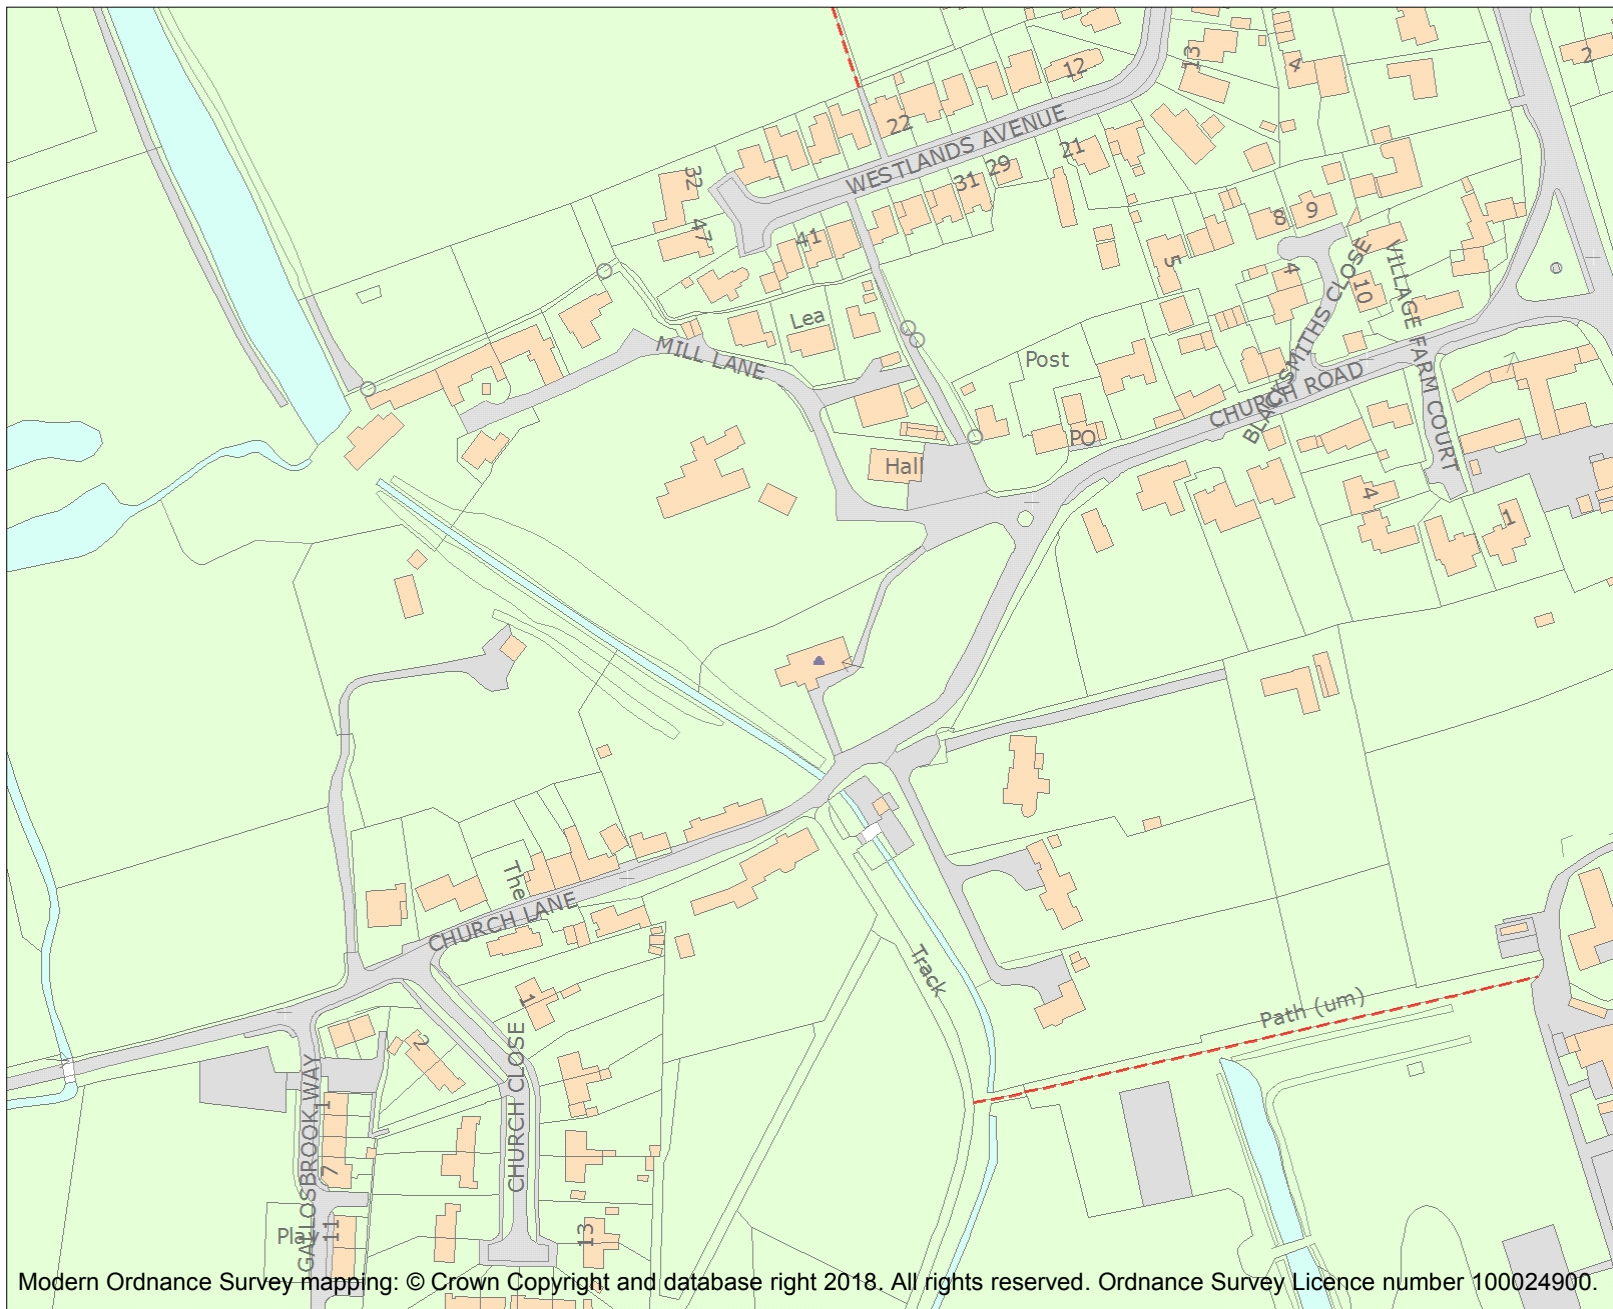 2
13
4
12
22
WESTLANDS AVENUE
21
29
31
32
47
41
8
9
5
4
10
BLACKSMITHS CLOSE
VILLAGE FARM COURT
Lea
MILL LANE
Post
CHURCH ROAD
PO
Hall
4
1
The
CHURCH LANE
Track
1
2
Path (um)
CHURCH CLOSE
GALLOSBROOK WAY
1
7
11
Play
13
Modern Ordnance Survey mapping: © Crown Copyright and database right 2018. All rights reserved. Ordnance Survey Licence number 100024900.